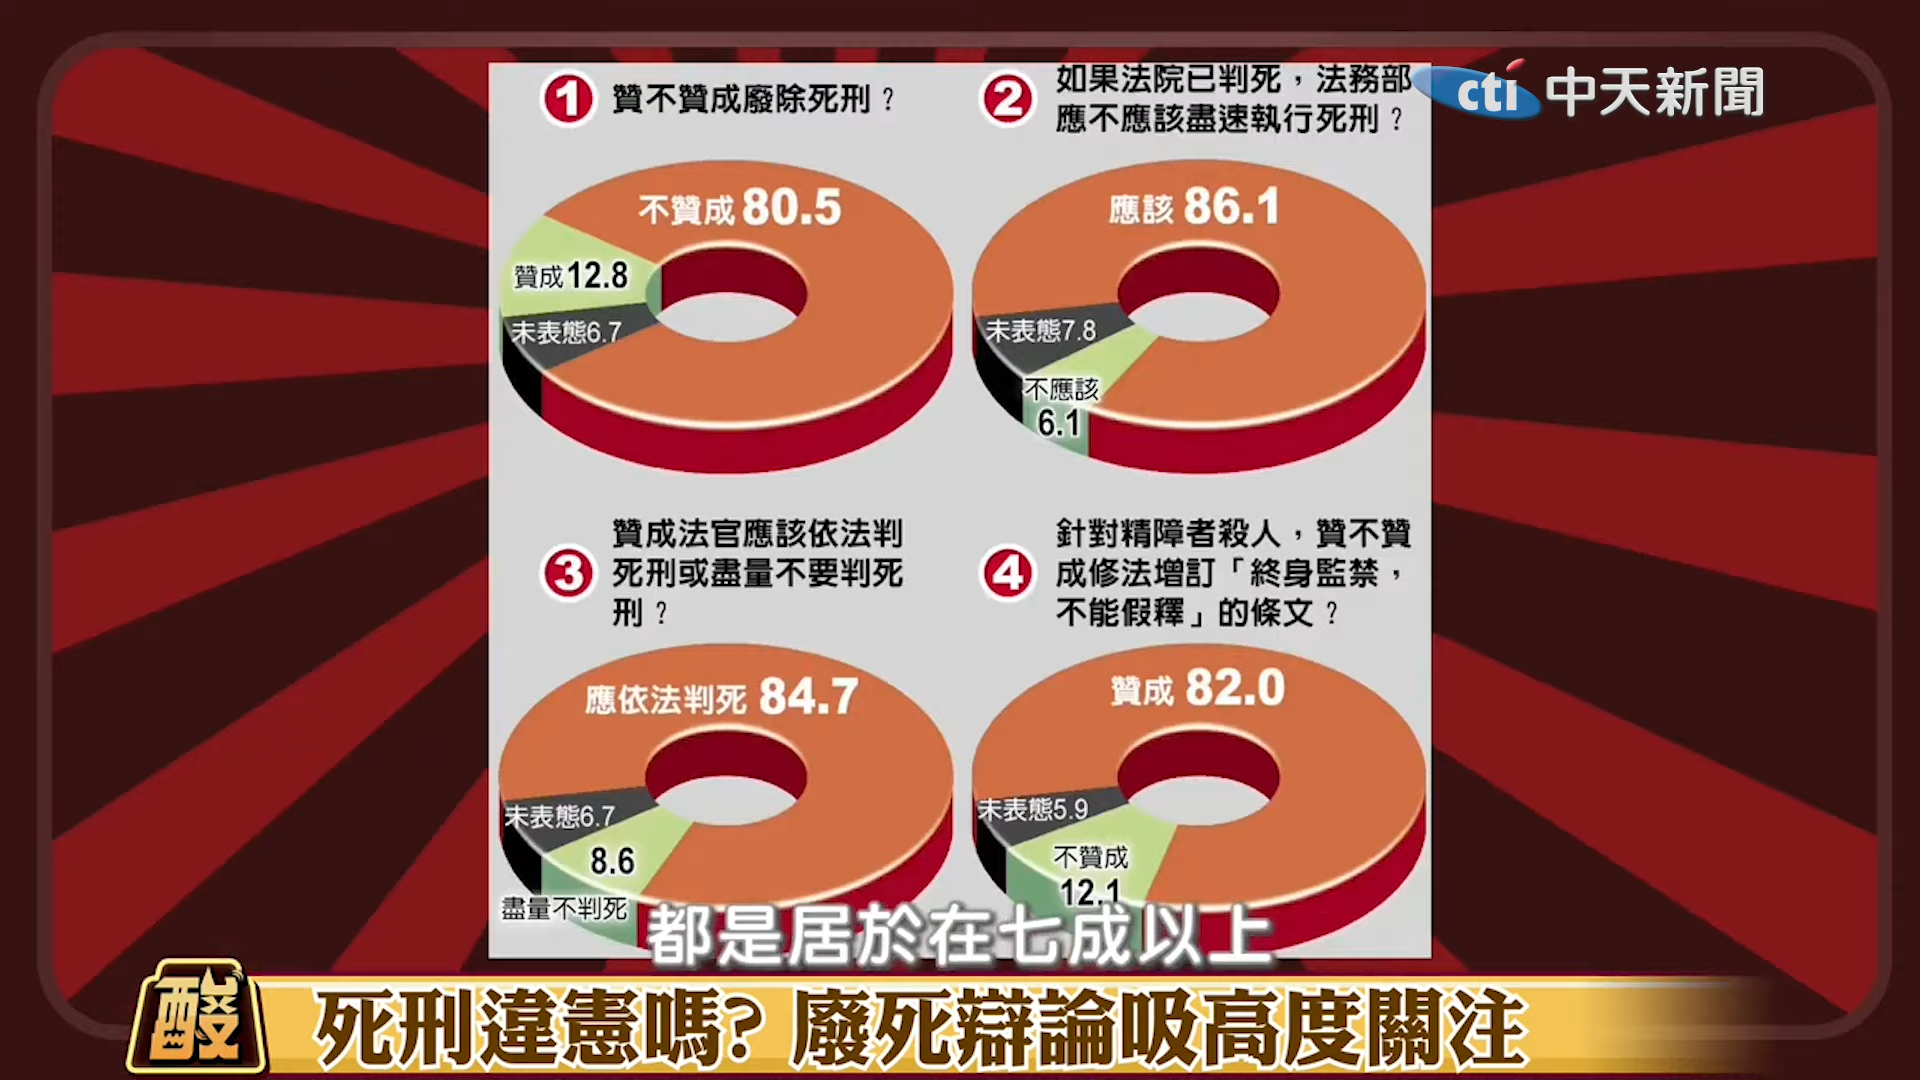 cti 中天新聞
1 贊不贊成廢除死刑？
不贊成 80.5
贊成12.8
未表態6.7
2 如果法院已判死，法務部
應不應該盡速執行死刑？
應該 86.1
未表態7.8
不應該
6.1
3 贊成法官應該依法判
死刑或盡量不要判死
刑？
應依法判死 84.7
未表態6.7
8.6
盡量不判死
4 針對精障者殺人，贊不贊
成修法增訂「終身監禁，
不能假釋」的條文？
贊成 82.0
未表態5.9
不贊成
12.1
都是居於在七成以上
酸 死刑違憲嗎? 廢死辯論吸高度關注